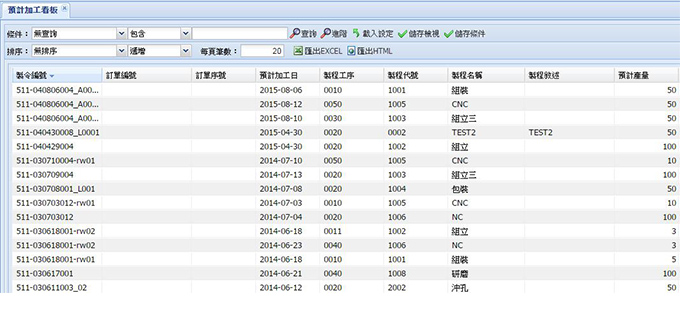 預計加工看板
條件： 無查詢 包含 查詢 進階 載入設定 儲存檢視 儲存條件
排序： 無排序 遞增 每頁筆數： 20 匯出EXCEL 匯出HTML
製令編號 訂單編號 訂單序號 預計加工日 製程工序 製程代號 製程名稱 製程敘述 預計產量
511-040806004_A00... 2015-08-06 0010 1001 組裝 50
511-040806004_A00... 2015-08-12 0050 1005 CNC 50
511-040806004_A00... 2015-08-10 0030 1003 組立三 50
511-040430008_L0001 2015-04-30 0020 0002 TEST2 TEST2 50
511-040429004 2015-04-30 0020 1002 組立 100
511-030710004-rw01 2014-07-10 0050 1005 CNC 10
511-030709004 2014-07-13 0020 1003 組立三 100
511-030708001_L001 2014-07-08 0020 1004 包裝 50
511-030703012-rw01 2014-07-03 0010 1005 CNC 10
511-030703012 2014-07-04 0020 1006 NC 100
511-030618001-rw02 2014-06-18 0011 1002 組立 3
511-030618001-rw02 2014-06-23 0040 1006 NC 3
511-030618001-rw01 2014-06-18 0010 1001 組裝 5
511-030617001 2014-06-21 0040 1008 研磨 100
511-030611003_02 2014-06-12 0020 2002 沖孔 50